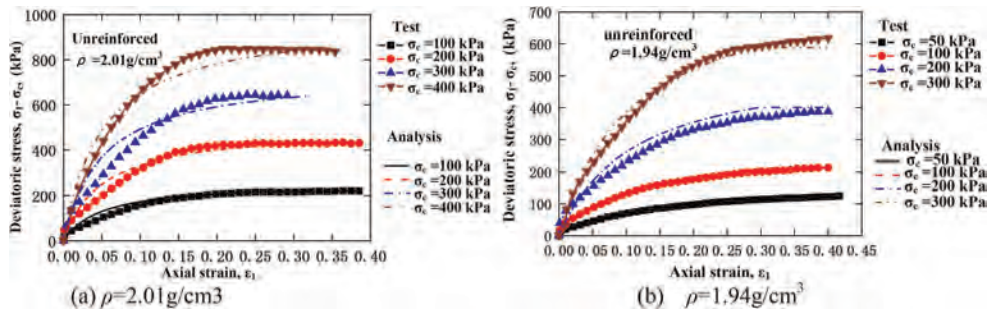 Deviatoric stress, σ1-σc, (kPa)
1000
800
600
400
200
0
Unreinforced
ρ=2.01g/cm3
0.00 0.05 0.10 0.15 0.20 0.25 0.30 0.35 0.40
Axial strain, ε1
Test
σc=100 kPa
σc=200 kPa
σc=300 kPa
σc=400 kPa
Analysis
σc=100 kPa
σc=200 kPa
σc=300 kPa
σc=400 kPa
(a) ρ=2.01g/cm3
Deviatoric stress, σ1-σc, (kPa)
700
600
500
400
300
200
100
0
unreinforced
ρ=1.94g/cm3
0.00 0.05 0.10 0.15 0.20 0.25 0.30 0.35 0.40 0.45
Axial strain, ε1
Test
σc=50 kPa
σc=100 kPa
σc=200 kPa
σc=300 kPa
Analysis
σc=50 kPa
σc=100 kPa
σc=200 kPa
σc=300 kPa
(b) ρ=1.94g/cm3